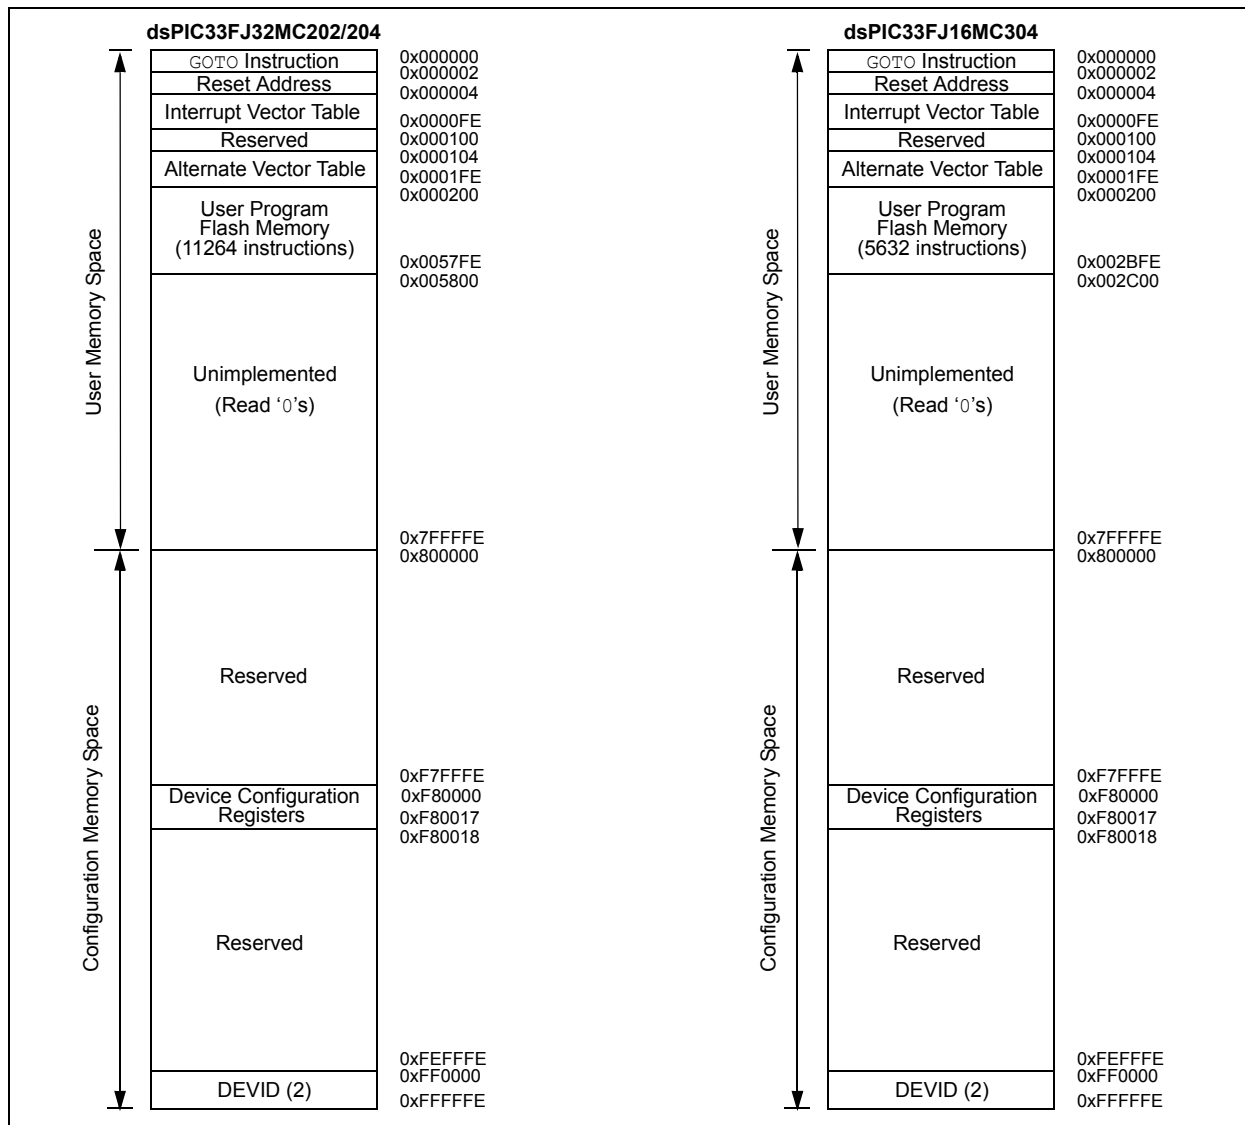 dsPIC33FJ32MC202/204
GOTO Instruction
0x000000
0x000002
Reset Address
0x000004
Interrupt Vector Table
0x0000FE
Reserved
0x000100
0x000104
Alternate Vector Table
0x0001FE
0x000200
User Program
Flash Memory
(11264 instructions)
0x0057FE
0x005800
User Memory Space
Unimplemented
(Read ‘0’s)
0x7FFFFE
0x800000
Reserved
Configuration Memory Space
0xF7FFFE
Device Configuration
Registers
0xF80000
0xF80017
0xF80018
Reserved
0xFEFFFE
0xFF0000
DEVID (2)
0xFFFFFE
dsPIC33FJ16MC304
GOTO Instruction
0x000000
0x000002
Reset Address
0x000004
Interrupt Vector Table
0x0000FE
Reserved
0x000100
0x000104
Alternate Vector Table
0x0001FE
0x000200
User Program
Flash Memory
(5632 instructions)
0x002BFE
0x002C00
User Memory Space
Unimplemented
(Read ‘0’s)
0x7FFFFE
0x800000
Reserved
Configuration Memory Space
0xF7FFFE
Device Configuration
Registers
0xF80000
0xF80017
0xF80018
Reserved
0xFEFFFE
0xFF0000
DEVID (2)
0xFFFFFE